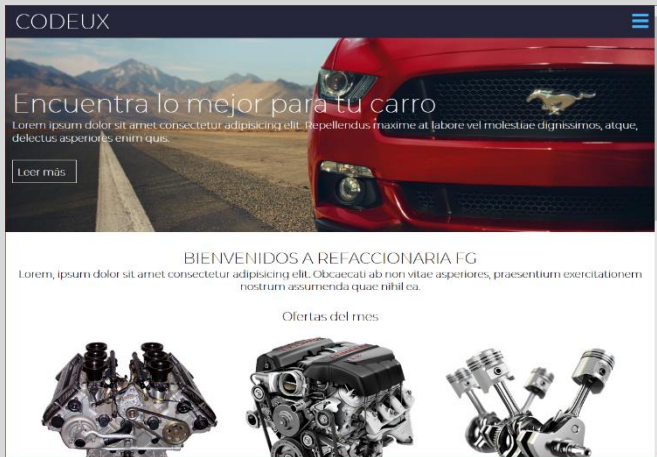 CODEUX
Encuentra lo mejor para tu carro
Lorem ipsum dolor sit amet consectetur adipisicing elit. Repellendus maxime at labore vel molestiae dignissimos, atque,
delectus asperiores enim quis.
Leer más
BIENVENIDOS A REFACCIONARIA FG
Lorem, ipsum dolor sit amet consectetur adipisicing elit. Obcaecati ab non vitae asperiores, praesentium exercitationem
nostrum assumenda quae nihil ea.
Ofertas del mes